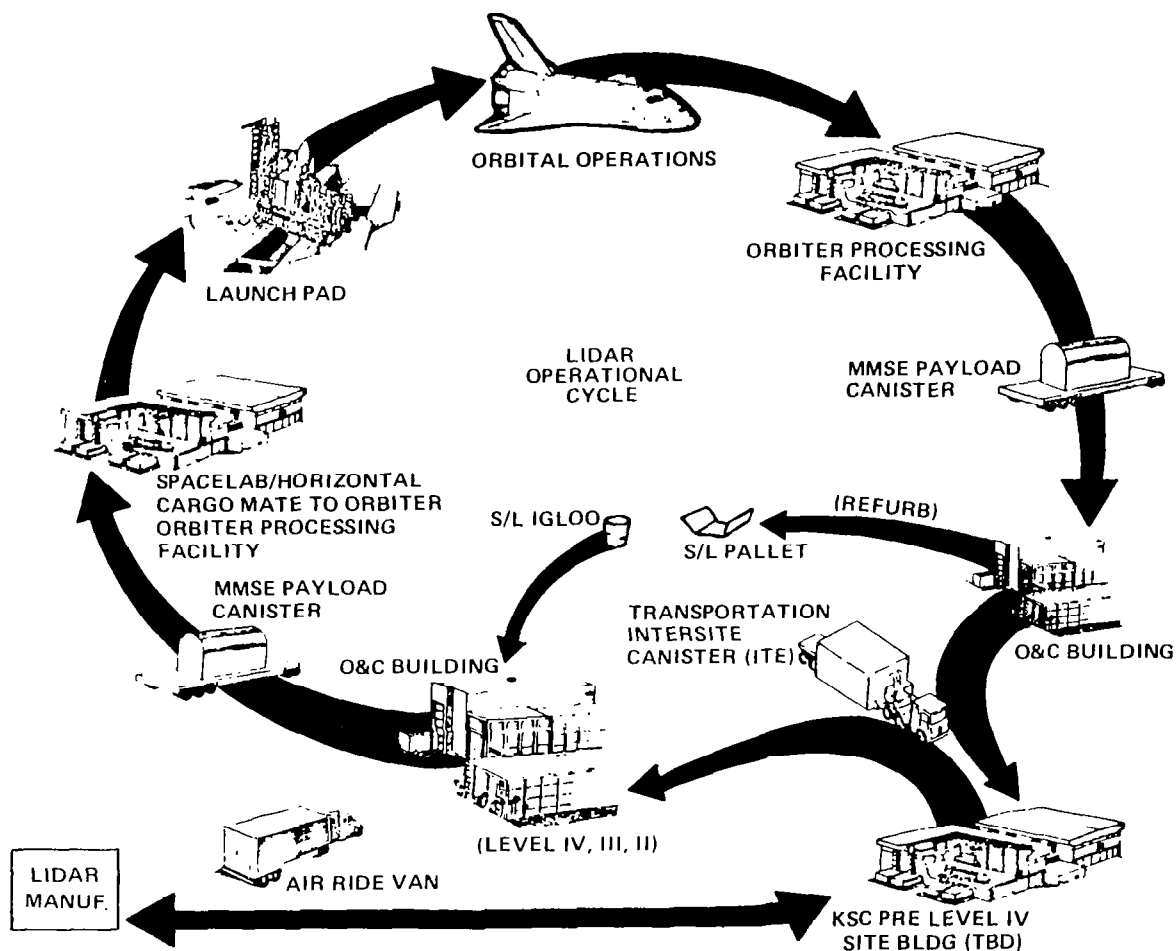 ORBITAL OPERATIONS
ORBITER PROCESSING
FACILITY
LAUNCH PAD
LIDAR
OPERATIONAL
CYCLE
MMSE PAYLOAD
CANISTER
SPACELAB/HORIZONTAL
CARGO MATE TO ORBITER
ORBITER PROCESSING
FACILITY
S/L IGLOO
(REFURB)
S/L PALLET
MMSE PAYLOAD
CANISTER
TRANSPORTATION
INTERSITE
CANISTER (ITE)
O&C BUILDING
O&C BUILDING
(LEVEL IV, III, II)
LIDAR
MANUF.
AIR RIDE VAN
KSC PRE LEVEL IV
SITE BLDG (TBD)